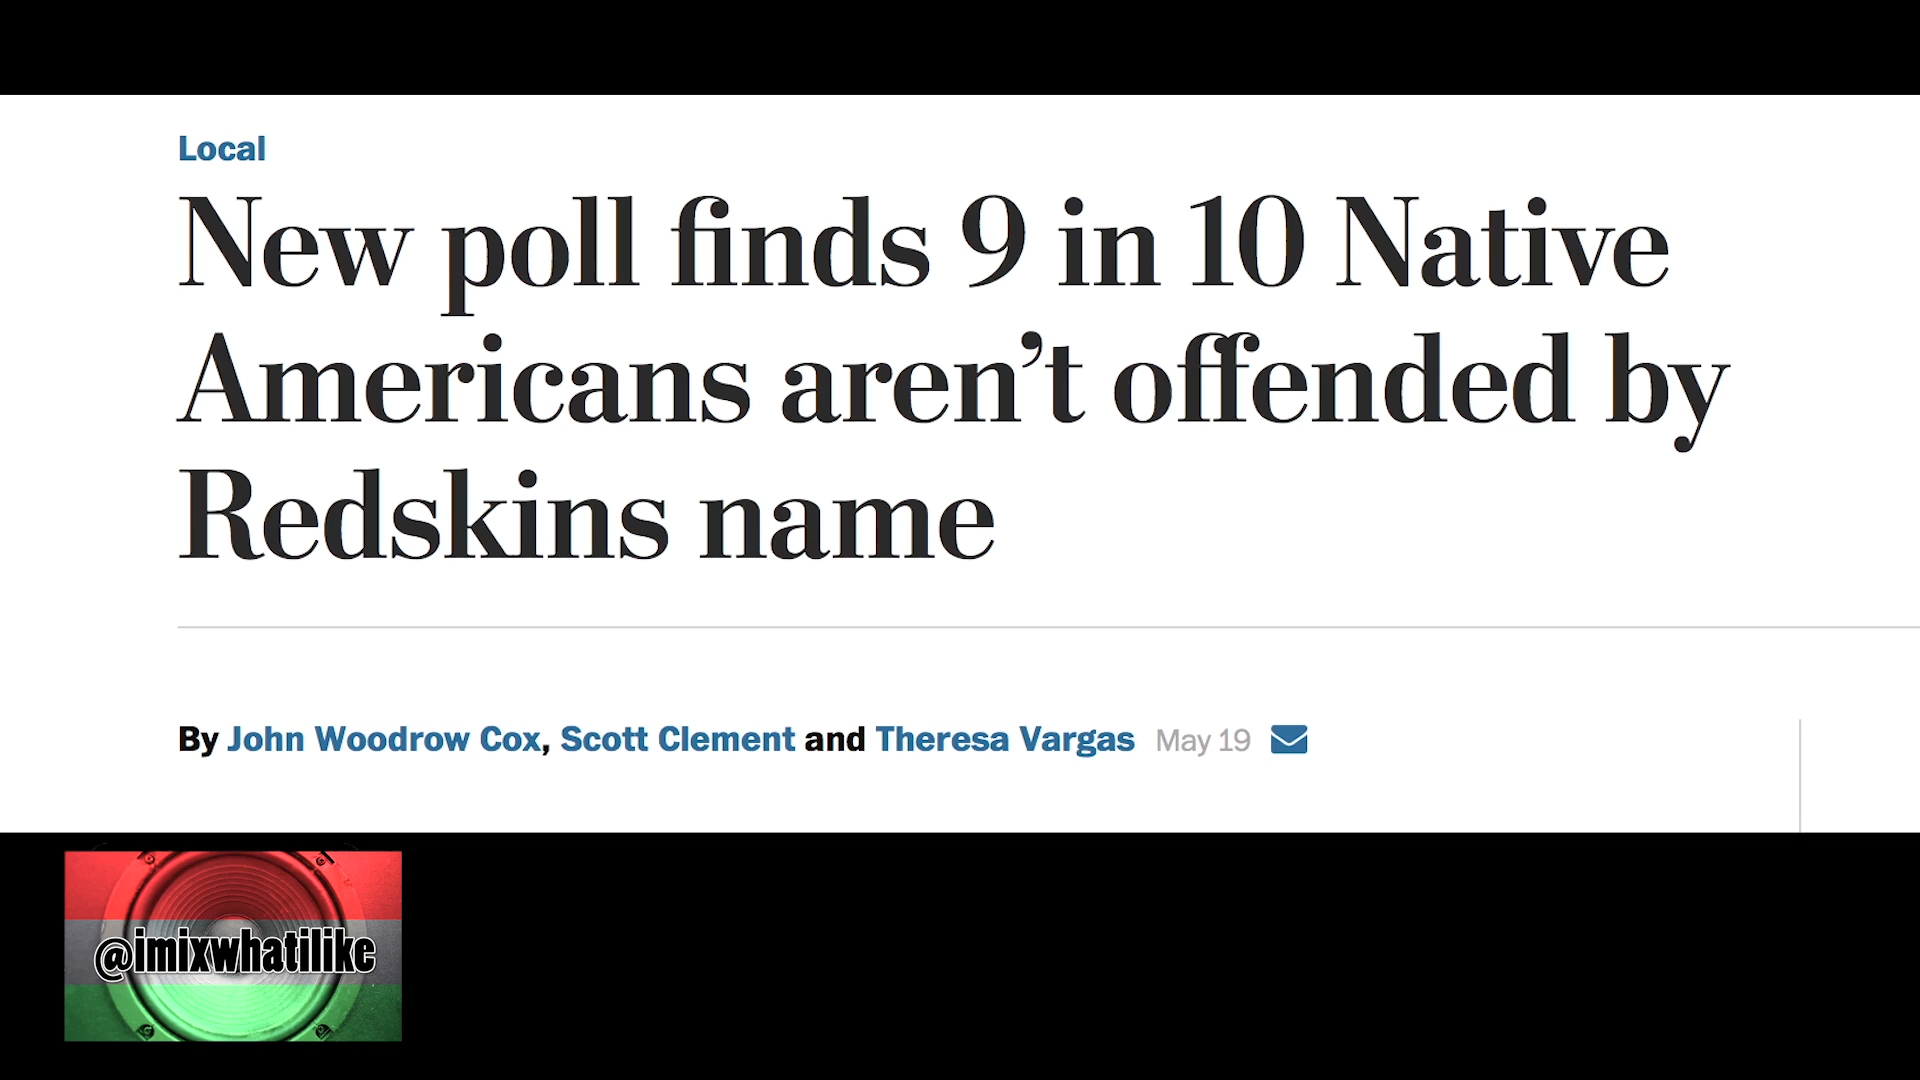 Local
New poll finds 9 in 10 Native
Americans aren’t offended by
Redskins name
By John Woodrow Cox, Scott Clement and Theresa Vargas May 19
@imixwhatilike